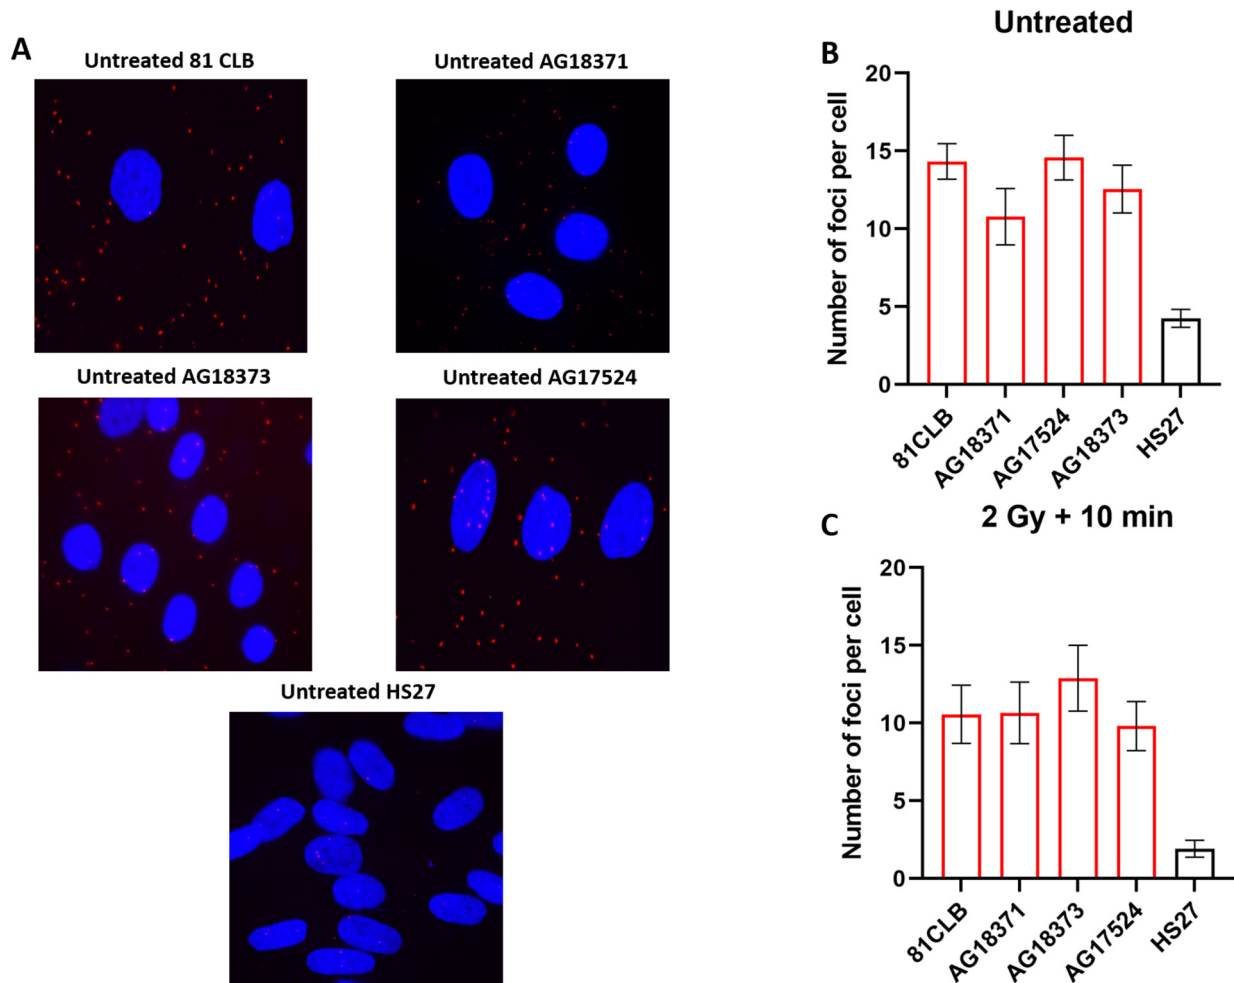 A
Untreated 81 CLB
Untreated AG18371
Untreated AG18373
Untreated AG17524
Untreated HS27
B
Untreated
Number of foci per cell
20
15
10
5
0
81CLB
AG18371
AG17524
AG18373
HS27
C
2 Gy + 10 min
Number of foci per cell
20
15
10
5
0
81CLB
AG18371
AG18373
AG17524
HS27